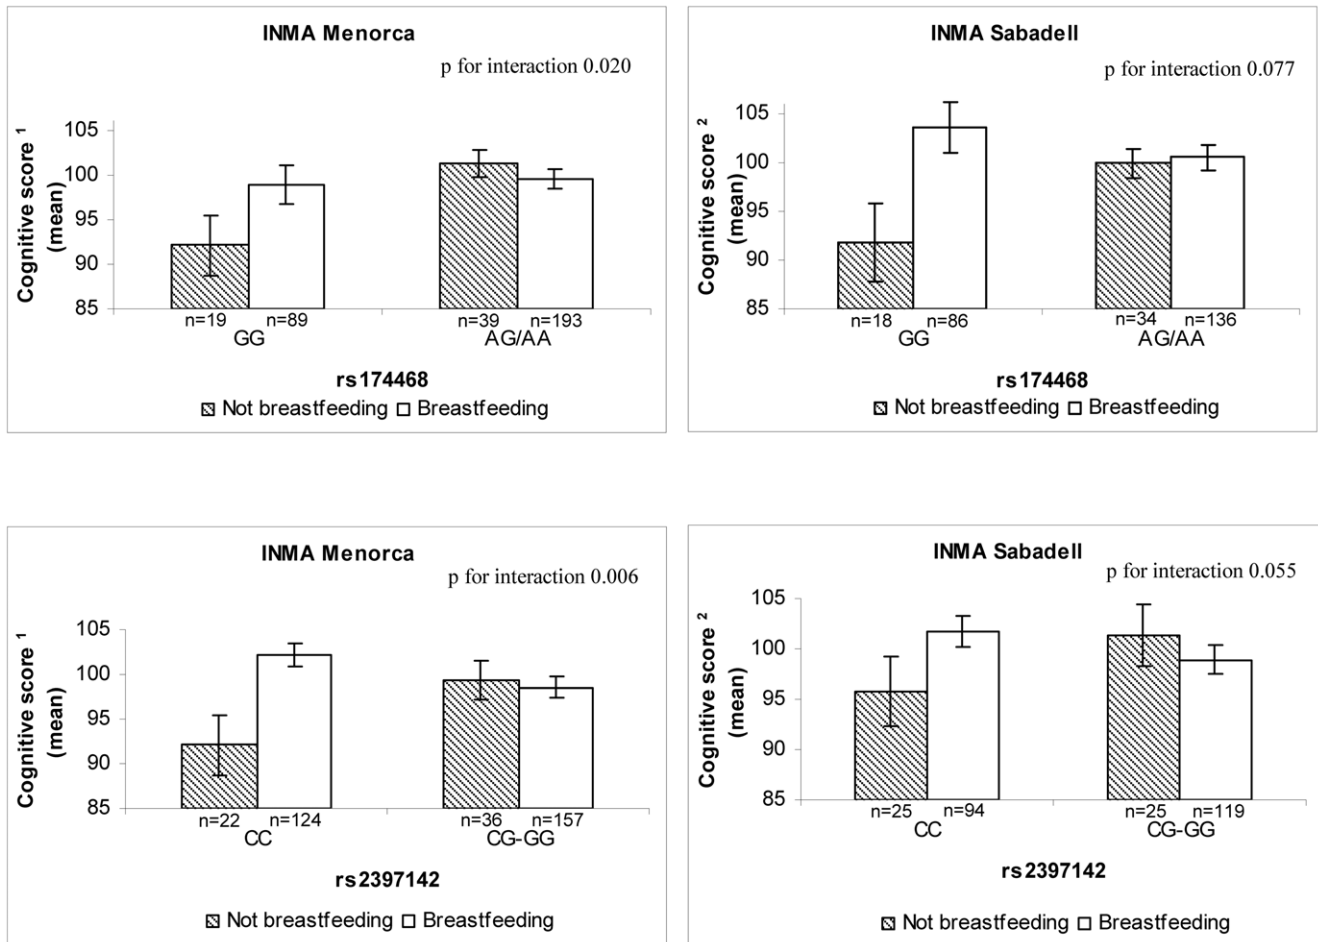 INMA Menorca
p for interaction 0.020
Cognitive score 1
(mean)
105
100
95
90
85
n=19 n=89 n=39 n=193
GG AG/AA
rs174468
Not breastfeeding Breastfeeding
INMA Sabadell
p for interaction 0.077
Cognitive score 2
(mean)
105
100
95
90
85
n=18 n=86 n=34 n=136
GG AG/AA
rs174468
Not breastfeeding Breastfeeding
INMA Menorca
p for interaction 0.006
Cognitive score 1
(mean)
105
100
95
90
85
n=22 n=124 n=36 n=157
CC CG-GG
rs2397142
Not breastfeeding Breastfeeding
INMA Sabadell
p for interaction 0.055
Cognitive score 2
(mean)
105
100
95
90
85
n=25 n=94 n=25 n=119
CC CG-GG
rs2397142
Not breastfeeding Breastfeeding